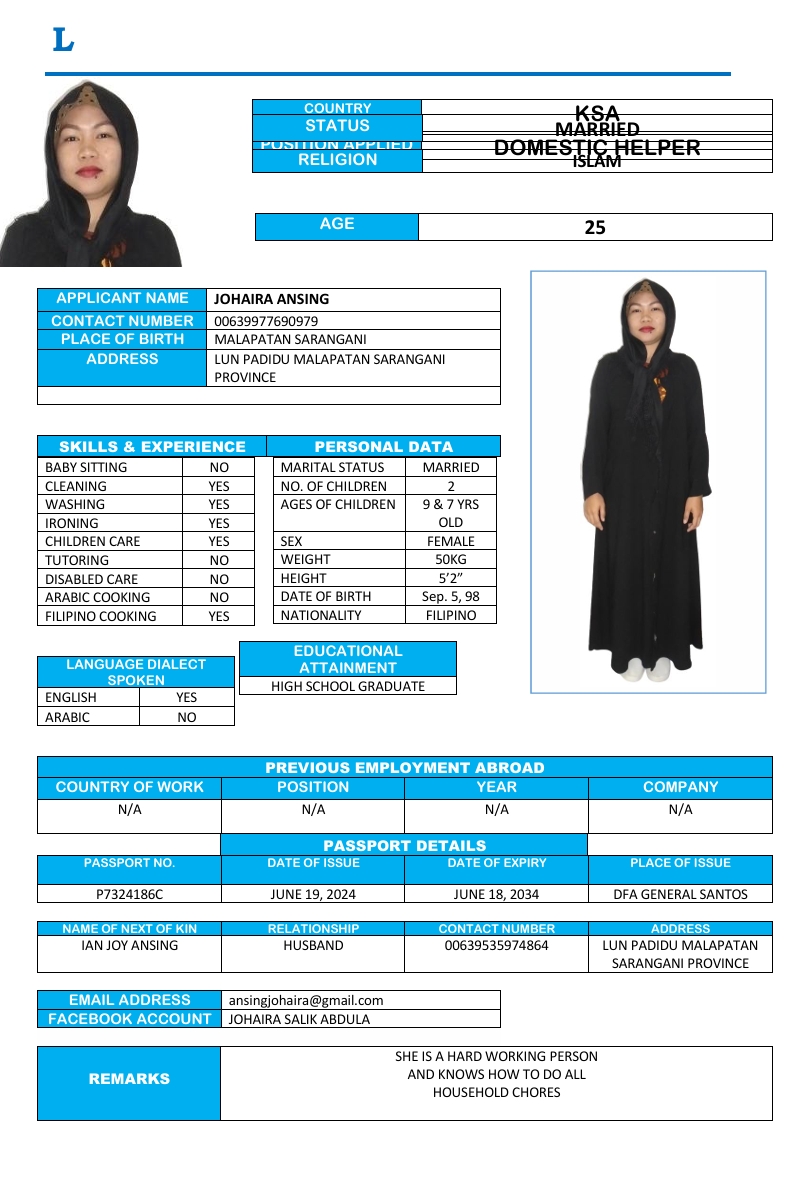 L
COUNTRY KSA
STATUS MARRIED
POSITION APPLIED DOMESTIC HELPER
RELIGION ISLAM
AGE 25
APPLICANT NAME JOHAIRA ANSING
CONTACT NUMBER 00639977690979
PLACE OF BIRTH MALAPATAN SARANGANI
ADDRESS LUN PADIDU MALAPATAN SARANGANI
PROVINCE
SKILLS & EXPERIENCE
BABY SITTING NO
CLEANING YES
WASHING YES
IRONING YES
CHILDREN CARE YES
TUTORING NO
DISABLED CARE NO
ARABIC COOKING NO
FILIPINO COOKING YES
PERSONAL DATA
MARITAL STATUS MARRIED
NO. OF CHILDREN 2
AGES OF CHILDREN 9 & 7 YRS
OLD
SEX FEMALE
WEIGHT 50KG
HEIGHT 5’2”
DATE OF BIRTH Sep. 5, 98
NATIONALITY FILIPINO
LANGUAGE DIALECT
SPOKEN
ENGLISH YES
ARABIC NO
EDUCATIONAL
ATTAINMENT
HIGH SCHOOL GRADUATE
PREVIOUS EMPLOYMENT ABROAD
COUNTRY OF WORK POSITION YEAR COMPANY
N/A N/A N/A N/A
PASSPORT DETAILS
PASSPORT NO. DATE OF ISSUE DATE OF EXPIRY PLACE OF ISSUE
P7324186C JUNE 19, 2024 JUNE 18, 2034 DFA GENERAL SANTOS
NAME OF NEXT OF KIN RELATIONSHIP CONTACT NUMBER ADDRESS
IAN JOY ANSING HUSBAND 00639535974864 LUN PADIDU MALAPATAN
SARANGANI PROVINCE
EMAIL ADDRESS ansingjohaira@gmail.com
FACEBOOK ACCOUNT JOHAIRA SALIK ABDULA
REMARKS
SHE IS A HARD WORKING PERSON
AND KNOWS HOW TO DO ALL
HOUSEHOLD CHORES